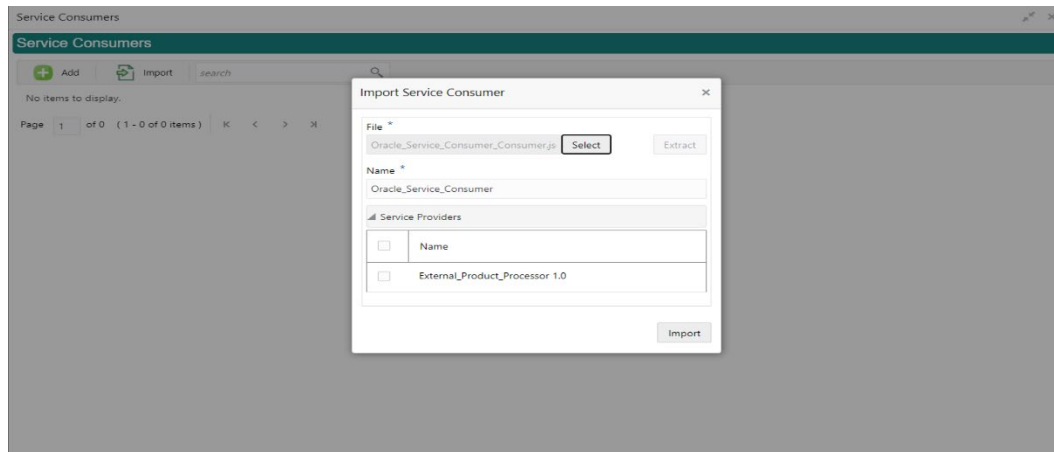 Service Consumers
Service Consumers
Add Import search
No items to display.
Page 1 of 0 (1 - 0 of 0 items)
Import Service Consumer
File *
Oracle_Service_Consumer_Consumer.js Select Extract
Name *
Oracle_Service_Consumer
Service Providers
Name
External_Product_Processor 1.0
Import